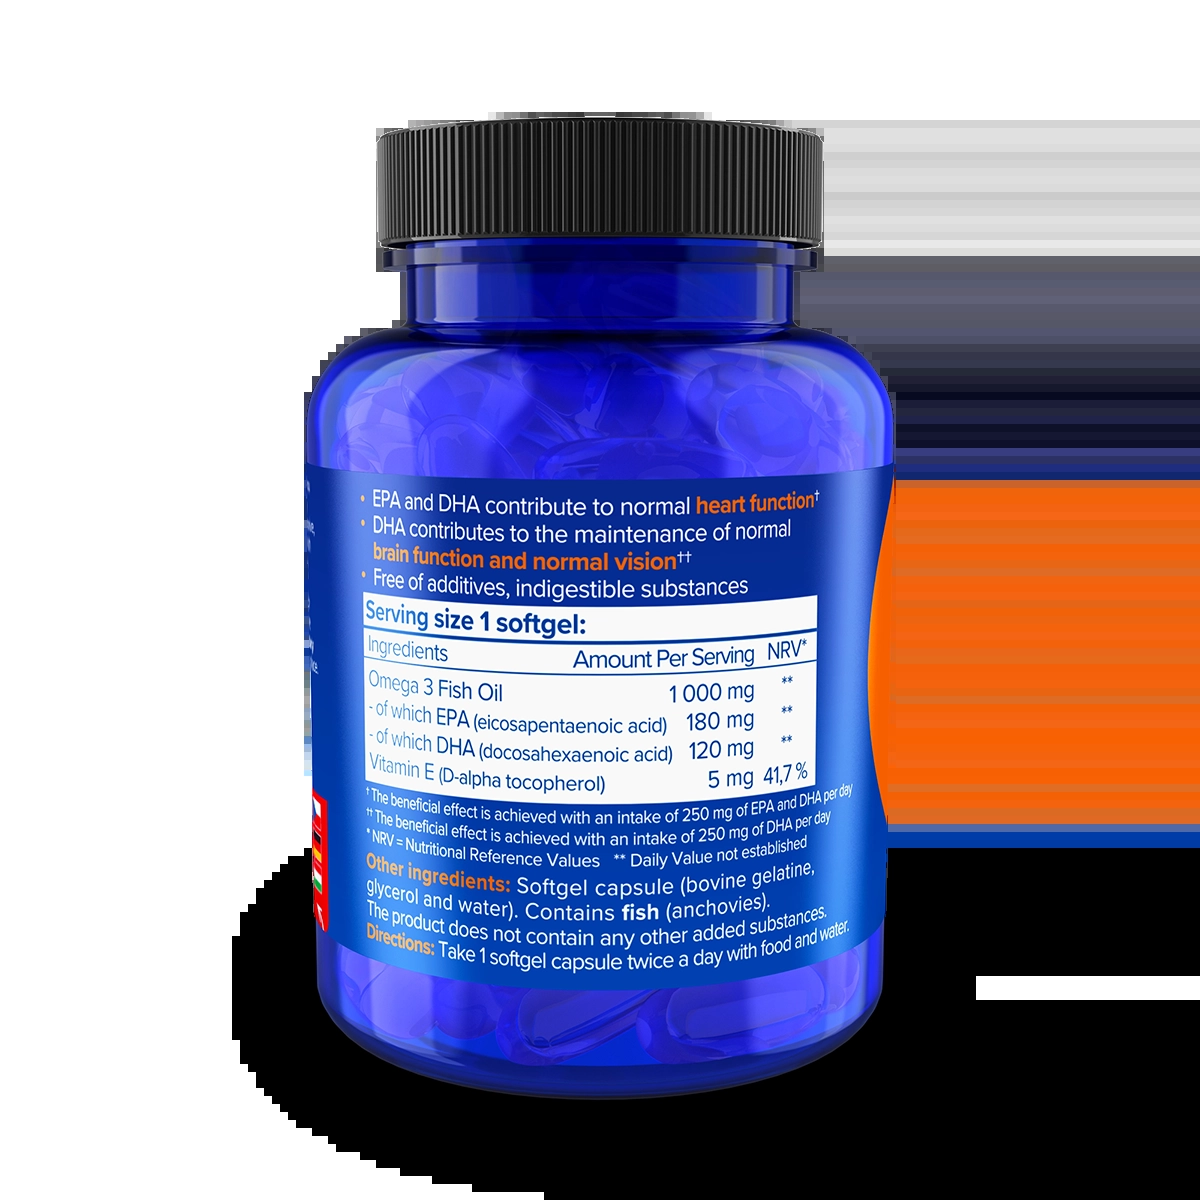 • EPA and DHA contribute to normal heart function†
• DHA contributes to the maintenance of normal
brain function and normal vision††
• Free of additives, indigestible substances
Serving size 1 softgel:
Ingredients Amount Per Serving NRV*
Omega 3 Fish Oil 1 000 mg **
- of which EPA (eicosapentaenoic acid) 180 mg **
- of which DHA (docosahexaenoic acid) 120 mg **
Vitamin E (D-alpha tocopherol) 5 mg 41,7 %
† The beneficial effect is achieved with an intake of 250 mg of EPA and DHA per day
†† The beneficial effect is achieved with an intake of 250 mg of DHA per day
* NRV = Nutritional Reference Values ** Daily Value not established
Other ingredients: Softgel capsule (bovine gelatine,
glycerol and water). Contains fish (anchovies).
The product does not contain any other added substances.
Directions: Take 1 softgel capsule twice a day with food and water.